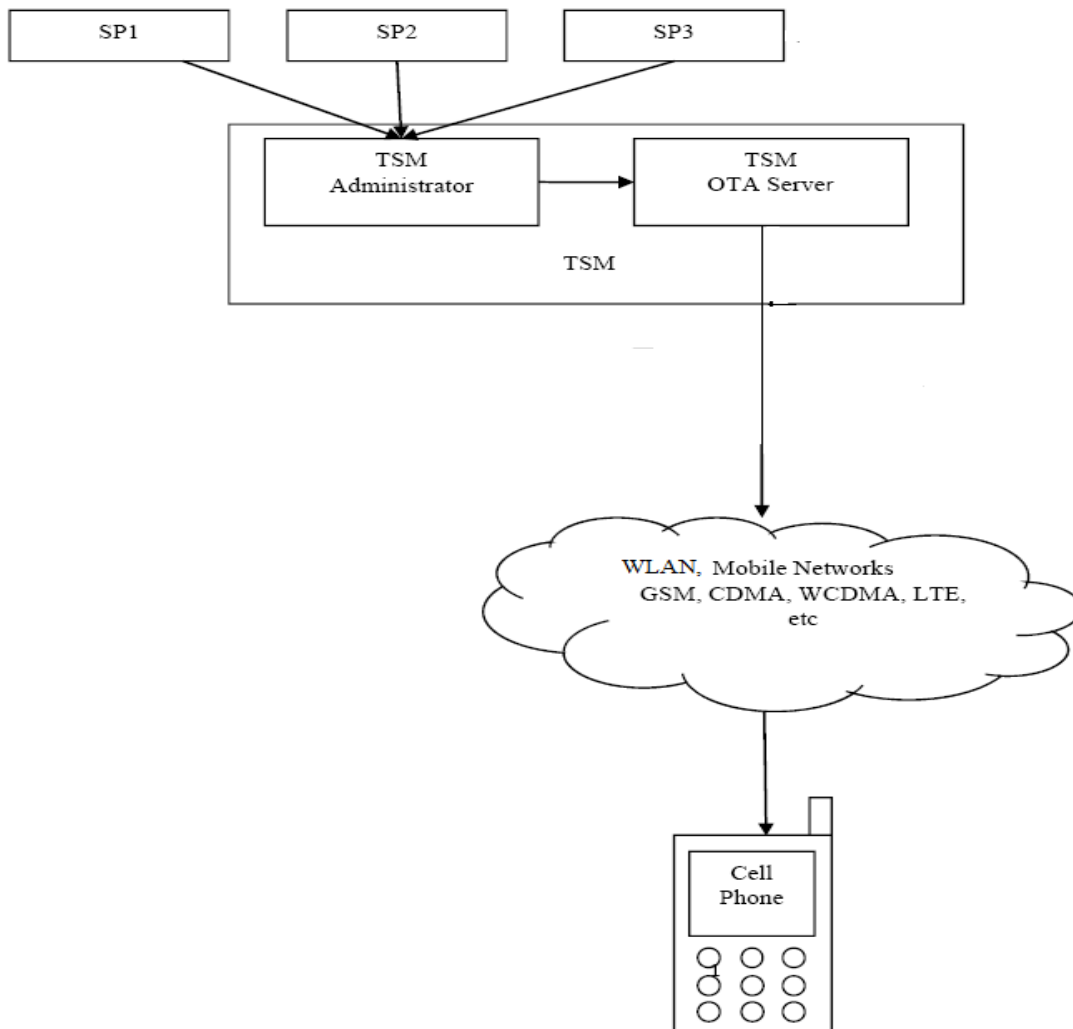 SP1
SP2
SP3
TSM
Administrator
TSM
OTA Server
TSM
WLAN, Mobile Networks
GSM, CDMA, WCDMA, LTE,
etc
Cell
Phone
1